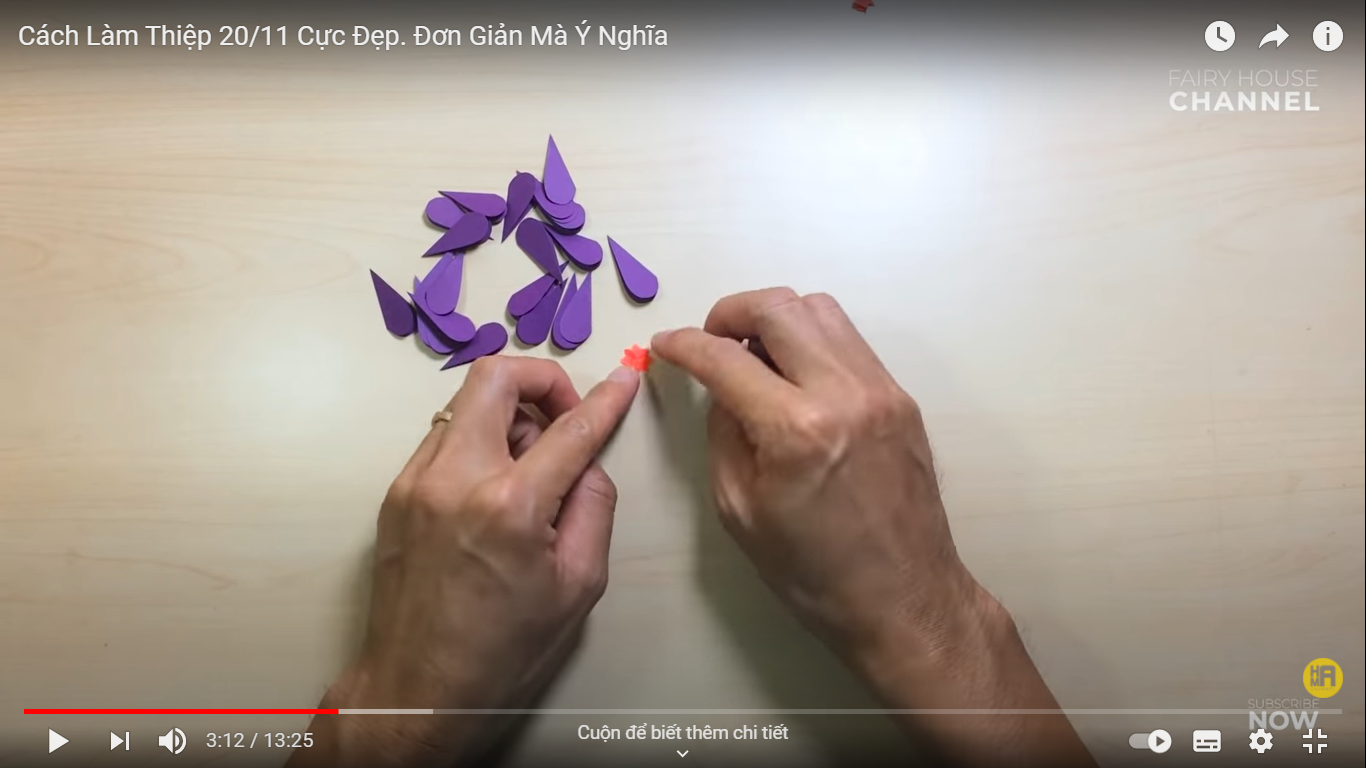 Cách Làm Thiệp 20/11 Cực Đẹp. Đơn Giản Mà Ý Nghĩa
FAIRY HOUSE
CHANNEL
SUBSCRIBE
NOW
3:12 / 13:25
Cuộn để biết thêm chi tiết